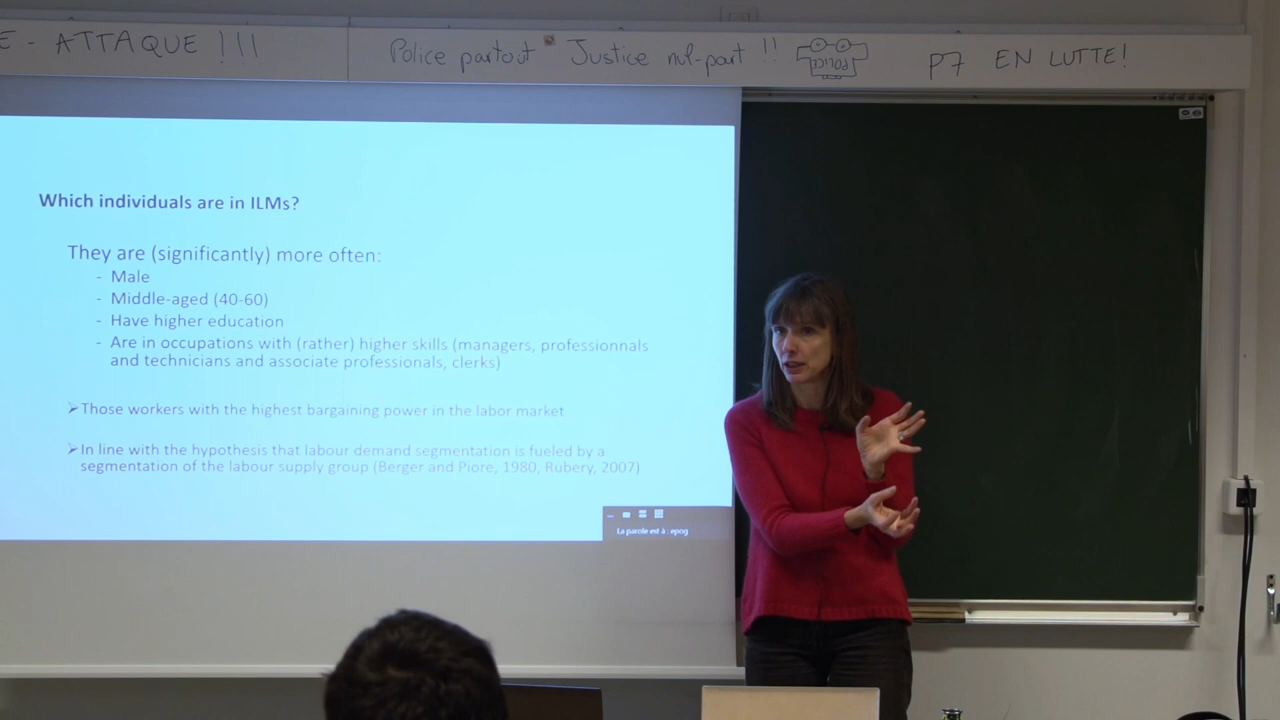 E - ATTAQUE !!!
Police partout Justice nul-part !! POLICE
P7 EN LUTTE!
Which individuals are in ILMs?
They are (significantly) more often:
- Male
- Middle-aged (40-60)
- Have higher education
- Are in occupations with (rather) higher skills (managers, professionnals
and technicians and associate professionals, clerks)
➢Those workers with the highest bargaining power in the labor market
➢In line with the hypothesis that labour demand segmentation is fueled by a
segmentation of the labour supply group (Berger and Piore, 1980, Rubery, 2007)
La parole est à : epog